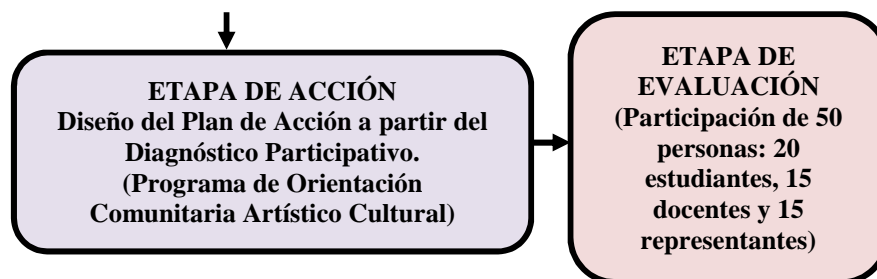 ETAPA DE ACCIÓN
Diseño del Plan de Acción a partir del
Diagnóstico Participativo.
(Programa de Orientación
Comunitaria Artístico Cultural)
ETAPA DE
EVALUACIÓN
(Participación de 50
personas: 20
estudiantes, 15
docentes y 15
representantes)